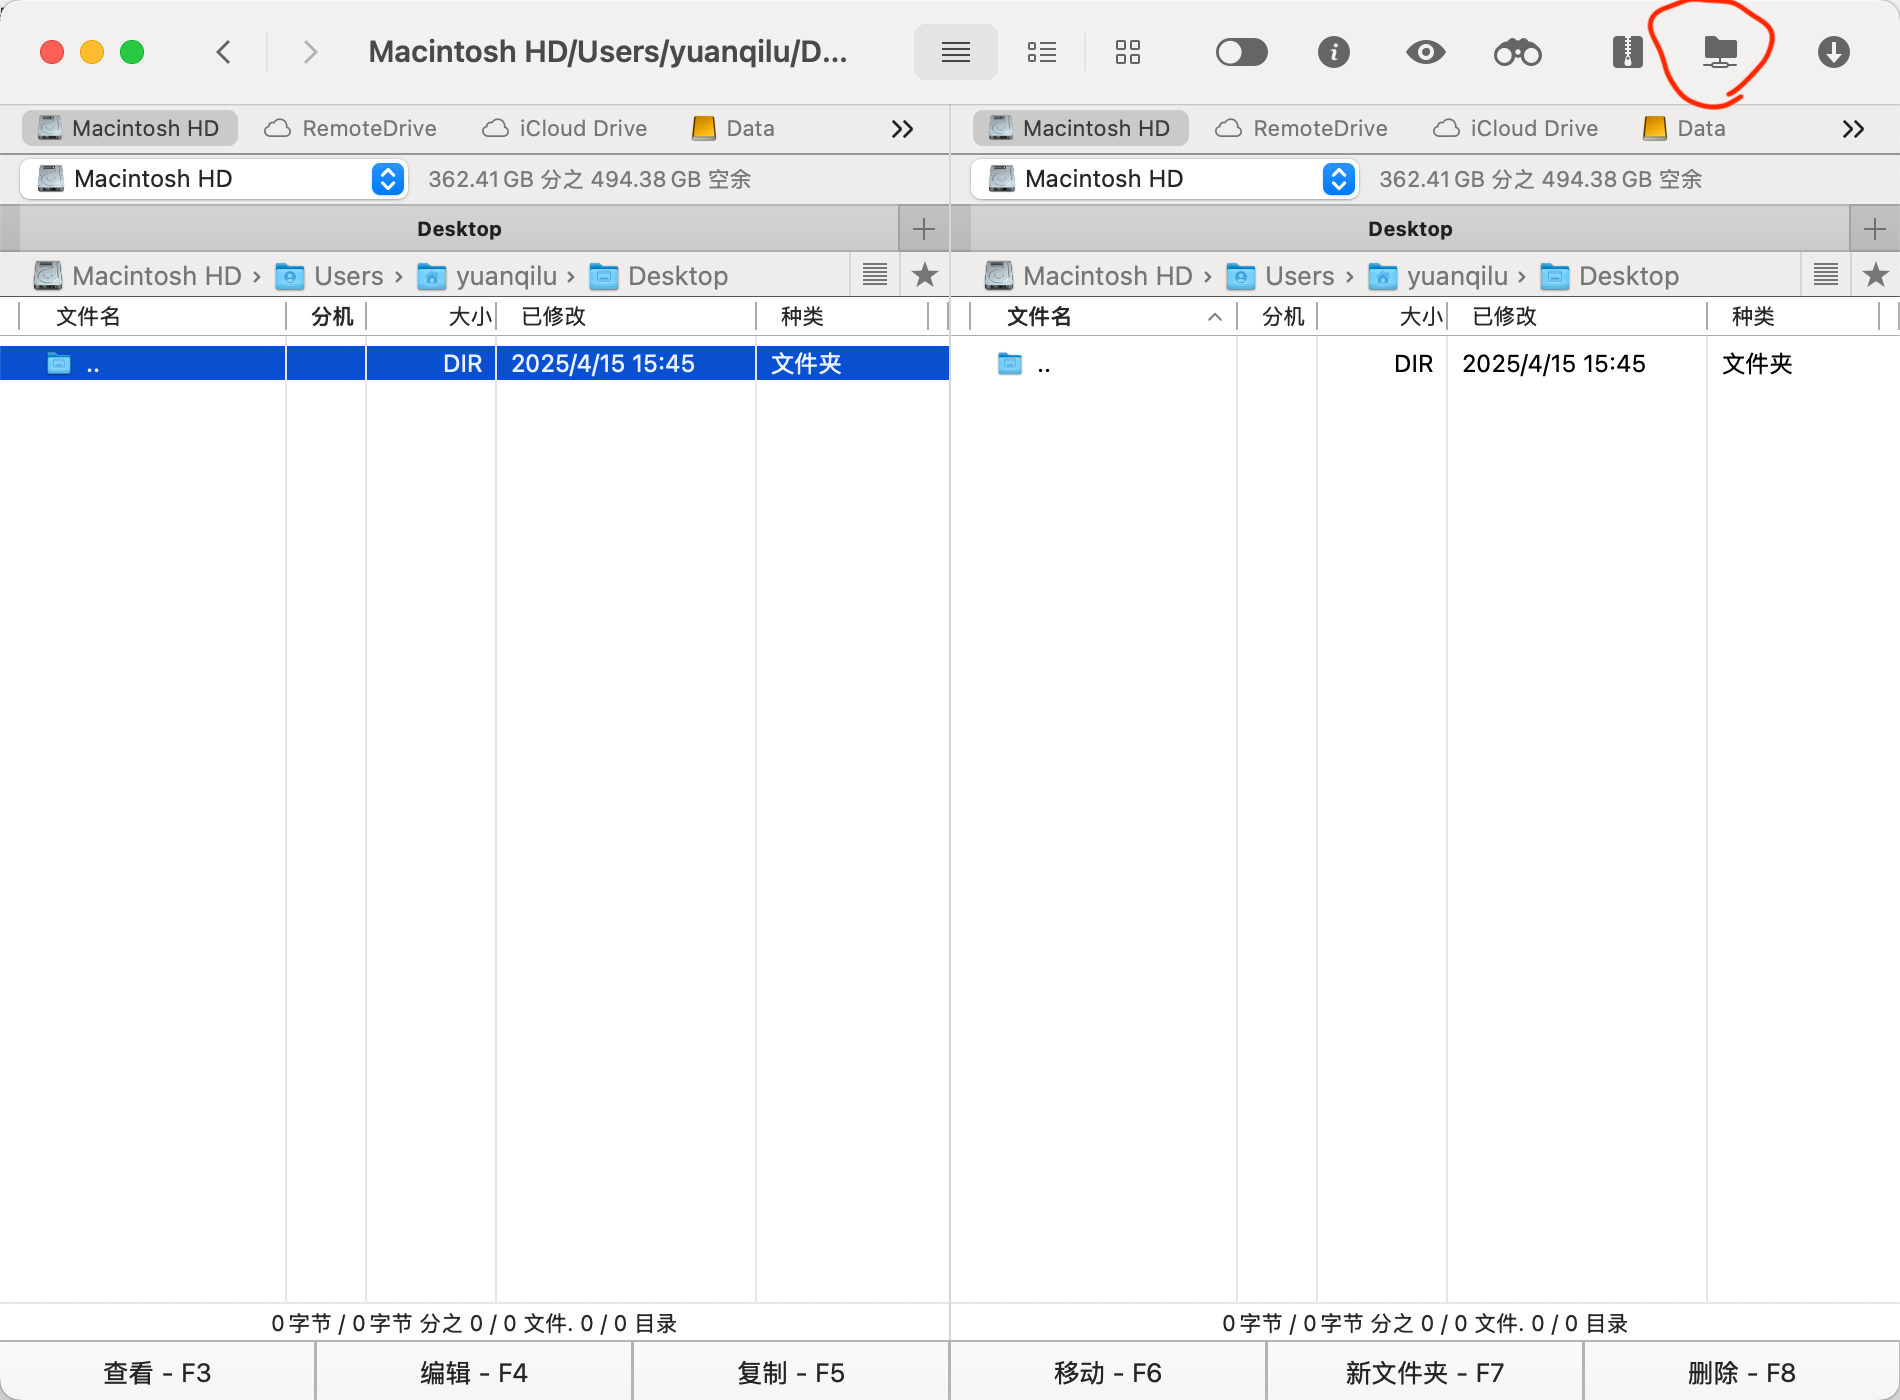 Macintosh HD/Users/yuanqilu/D...
Macintosh HD RemoteDrive iCloud Drive Data
Macintosh HD RemoteDrive iCloud Drive Data
Macintosh HD 362.41 GB 分之 494.38 GB 空余
Macintosh HD 362.41 GB 分之 494.38 GB 空余
Desktop
Desktop
Macintosh HD › Users › yuanqilu › Desktop
Macintosh HD › Users › yuanqilu › Desktop
文件名 分机 大小 已修改 种类
文件名 分机 大小 已修改 种类
.. DIR 2025/4/15 15:45 文件夹
.. DIR 2025/4/15 15:45 文件夹
0 字节 / 0 字节 分之 0 / 0 文件. 0 / 0 目录
0 字节 / 0 字节 分之 0 / 0 文件. 0 / 0 目录
查看 - F3 编辑 - F4 复制 - F5 移动 - F6 新文件夹 - F7 删除 - F8